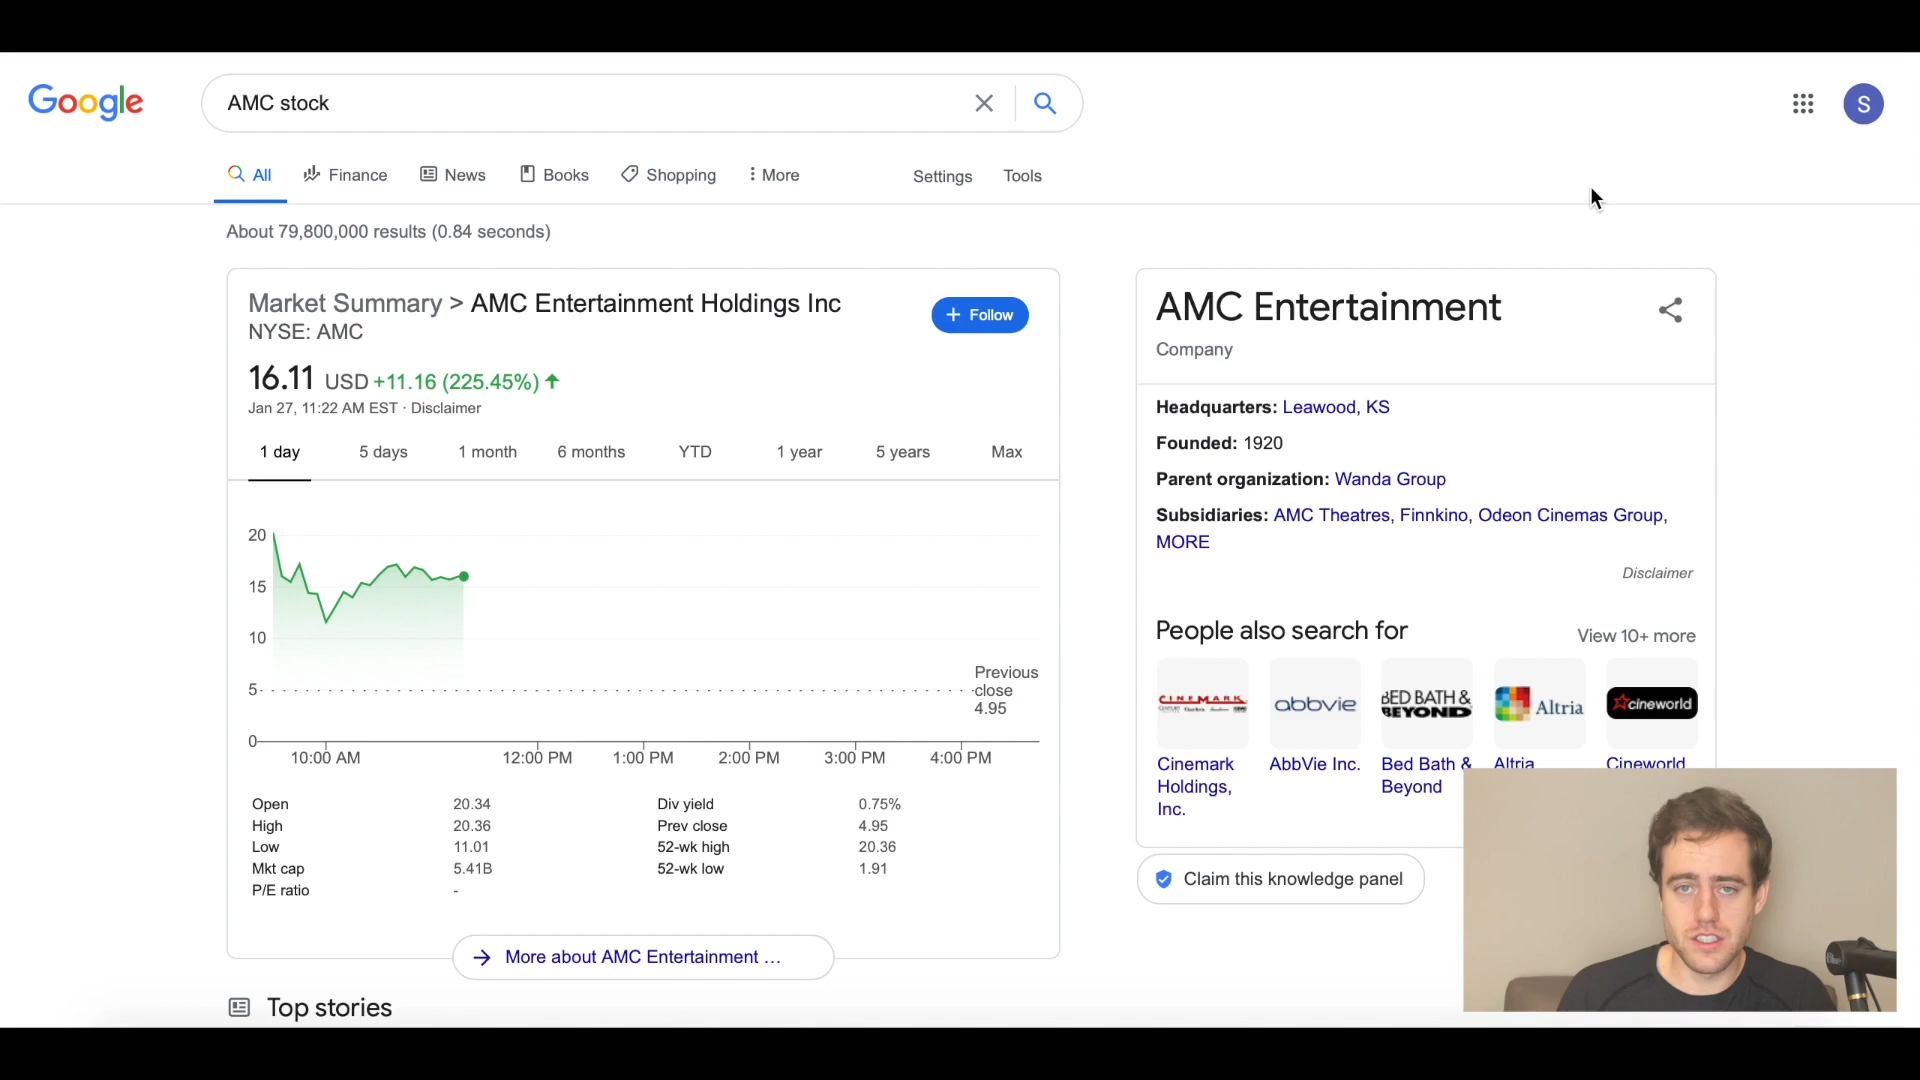 Google
AMC stock
S
All
Finance
News
Books
Shopping
More
Settings
Tools
About 79,800,000 results (0.84 seconds)
Market Summary > AMC Entertainment Holdings Inc
NYSE: AMC
+ Follow
16.11 USD +11.16 (225.45%)
Jan 27, 11:22 AM EST · Disclaimer
1 day 5 days 1 month 6 months YTD 1 year 5 years Max
20
15
10
5
0
Previous
close
4.95
10:00 AM 12:00 PM 1:00 PM 2:00 PM 3:00 PM 4:00 PM
Open 20.34 Div yield 0.75%
High 20.36 Prev close 4.95
Low 11.01 52-wk high 20.36
Mkt cap 5.41B 52-wk low 1.91
P/E ratio -
More about AMC Entertainment …
Top stories
AMC Entertainment
Company
Headquarters: Leawood, KS
Founded: 1920
Parent organization: Wanda Group
Subsidiaries: AMC Theatres, Finnkino, Odeon Cinemas Group,
MORE
Disclaimer
People also search for
View 10+ more
CINEMARK
abbvie
BED BATH &
BEYOND
Altria
cineworld
Cinemark
Holdings,
Inc.
AbbVie Inc.
Bed Bath &
Beyond
Altria
Cineworld
Claim this knowledge panel
Blue